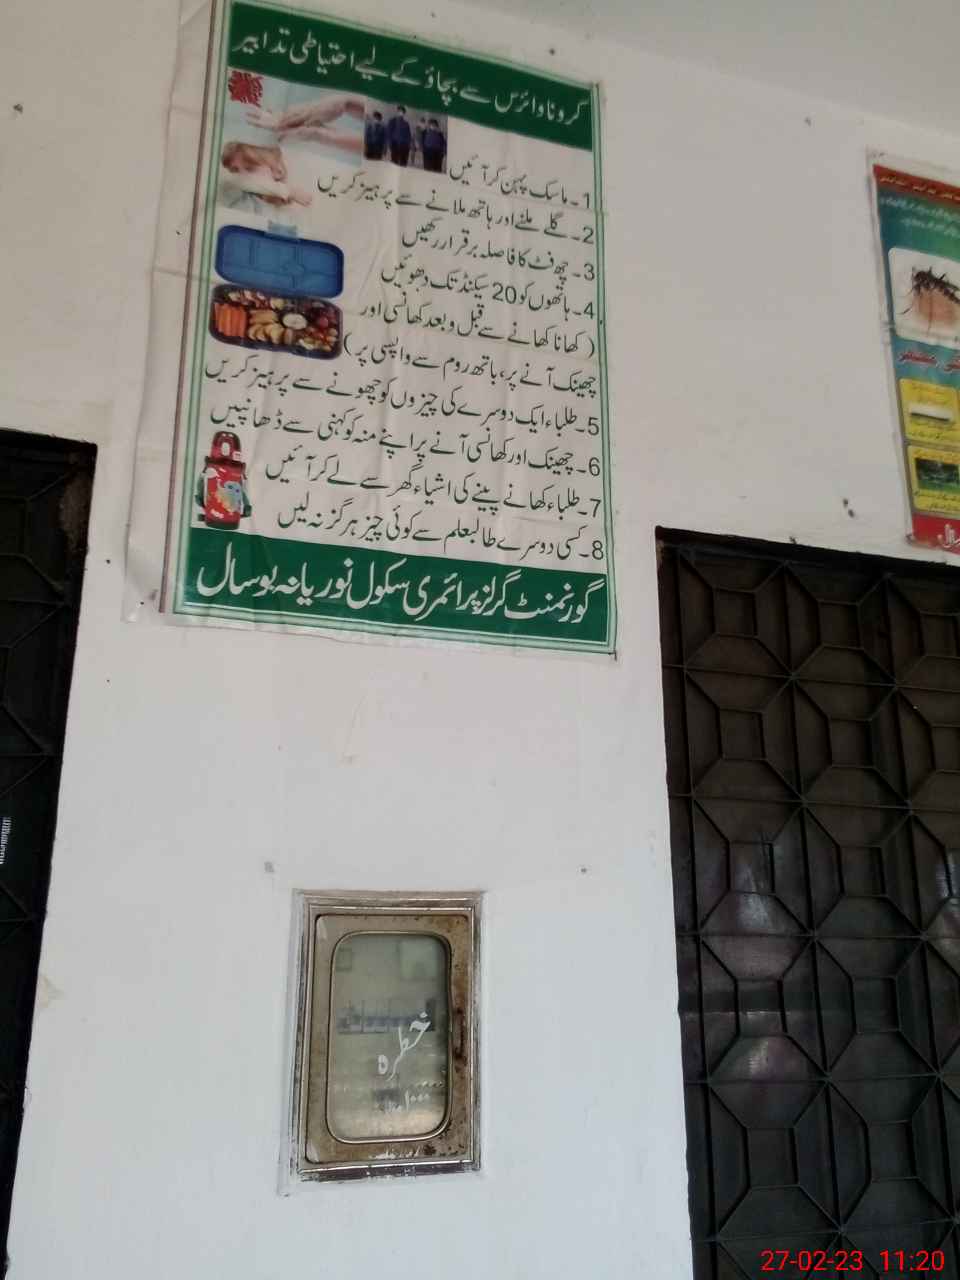 کرونا وائرس سے بچاؤ کے لیے احتیاطی تدابیر
1۔ ماسک پہن کر آئیں
2۔ گلے ملنے اور ہاتھ ملانے سے پرہیز کریں
3۔ چھ فٹ کا فاصلہ برقرار رکھیں
4۔ ہاتھوں کو 20 سیکنڈ تک دھوئیں
( کھانا کھانے سے قبل و بعد کھانسی اور
چھینک آنے پر، باتھ روم سے واپسی پر )
5۔ طلباء ایک دوسرے کی چیزوں کو چھونے سے پرہیز کریں
6۔ چھینک اور کھانسی آنے پر اپنے منہ کو کہنی سے ڈھانپیں
7۔ طلباء کھانے پینے کی اشیاء گھر سے لے کر آئیں
8۔ کسی دوسرے طالبعلم سے کوئی چیز ہرگز نہ لیں
گورنمنٹ گرلز پرائمری سکول نوریانہ بوسال
خطرہ
27-02-23 11:20